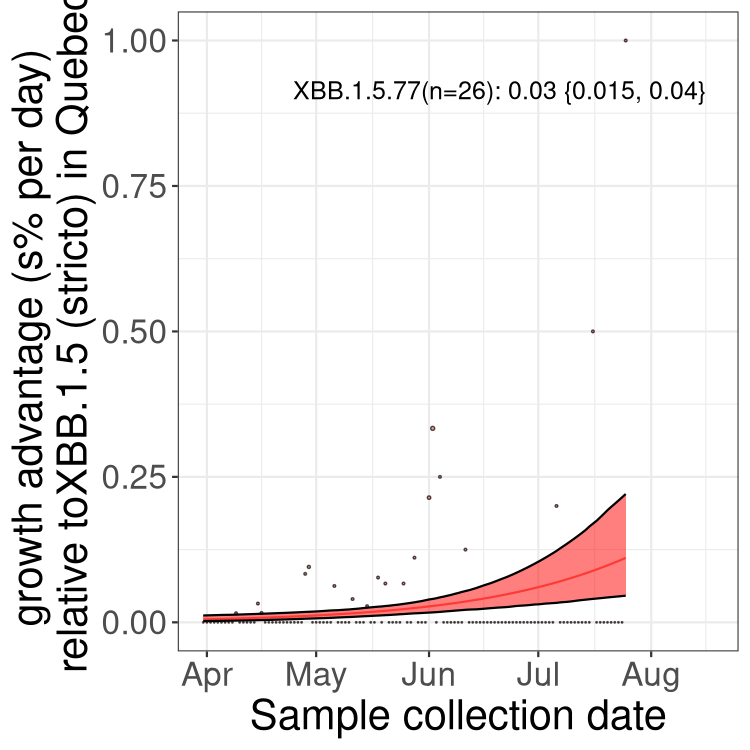 growth advantage (s% per day)
relative toXBB.1.5 (stricto) in Quebec
1.00
0.75
0.50
0.25
0.00
XBB.1.5.77(n=26): 0.03 {0.015, 0.04}
Apr May Jun Jul Aug
Sample collection date